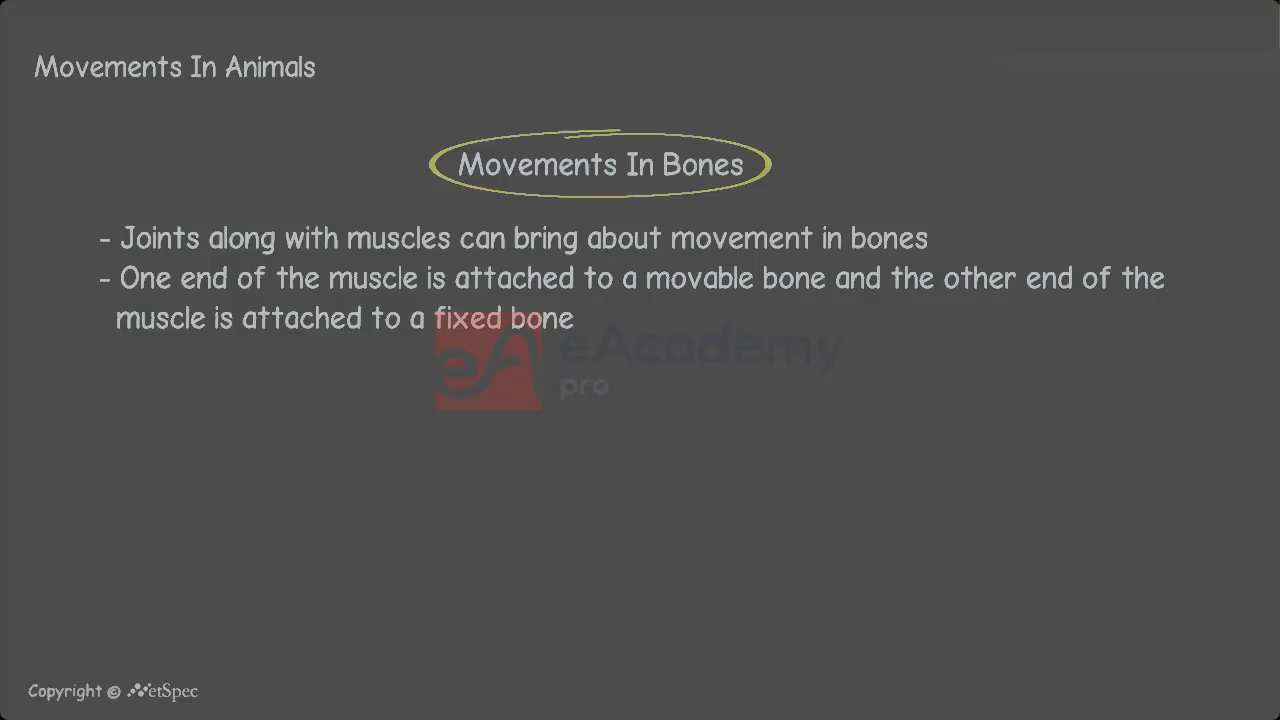 Movements In Animals
Movements In Bones
- Joints along with muscles can bring about movement in bones
- One end of the muscle is attached to a movable bone and the other end of the
muscle is attached to a fixed bone
eA eAcademy
pro
Copyright © NetSpec